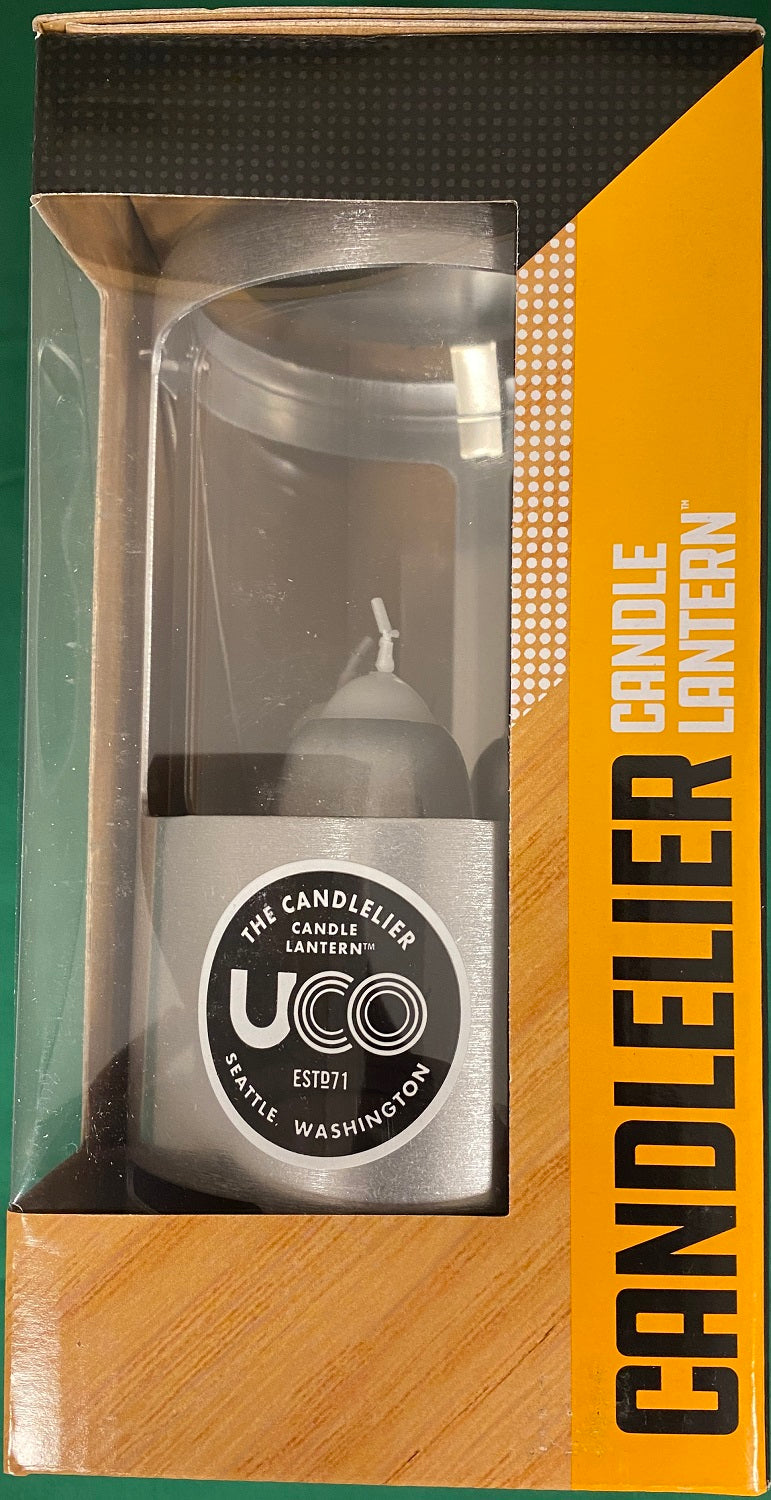 THE CANDLELIER
CANDLE
LANTERN™
UCO
ESTD71
SEATTLE, WASHINGTON
CANDLELIER
CANDLE
LANTERN™